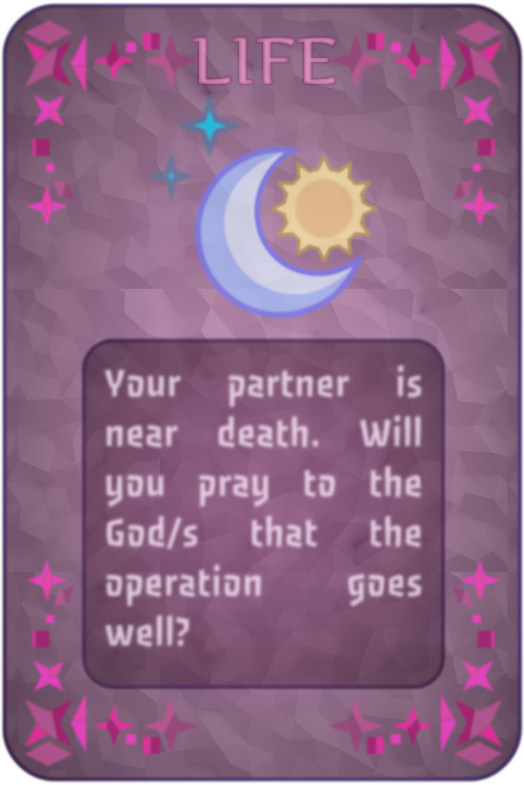 LIFE
Your partner is
near death. Will
you pray to the
God/s that the
operation goes
well?